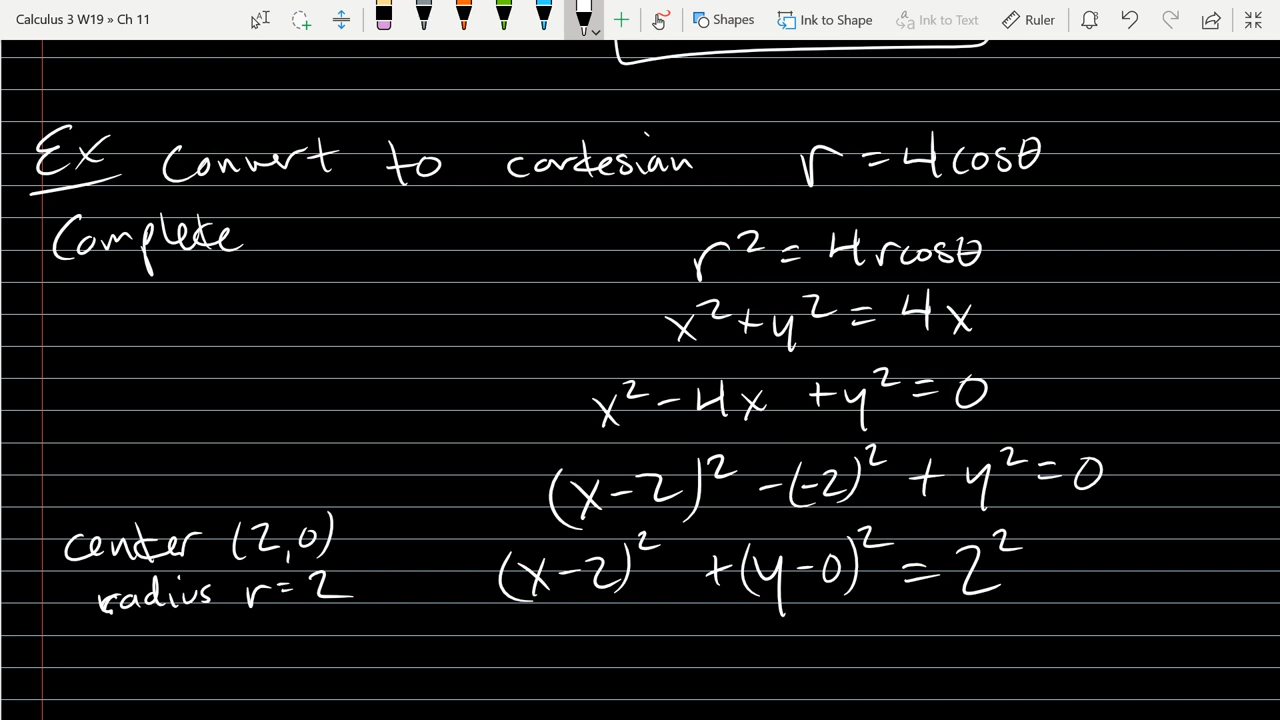 Calculus 3 W19 » Ch 11
Shapes
Ink to Shape
Ink to Text
Ruler
Ex Convert to cartesian r = 4cosθ
Complete
r² = 4rcosθ
x²+y² = 4x
x² - 4x + y² = 0
(x-2)² - (-2)² + y² = 0
center (2,0)
(x-2)² + (y-0)² = 2²
radius r = 2